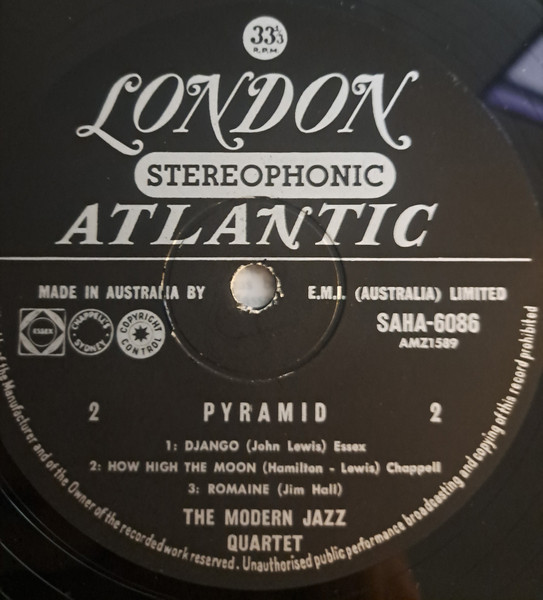 33⅓
R.P.M
LONDON
STEREOPHONIC
ATLANTIC
MADE IN AUSTRALIA BY E.M.I. (AUSTRALIA) LIMITED
ESSEX
CHAPPELL
SYDNEY
COPYRIGHT
CONTROL
SAHA-6086
AMZ1589
2 PYRAMID 2
1: DJANGO (John Lewis) Essex
2: HOW HIGH THE MOON (Hamilton - Lewis) Chappell
3: ROMAINE (Jim Hall)
THE MODERN JAZZ
QUARTET
of the Manufacturer and of the Owner of the recorded work reserved. Unauthorised public performance broadcasting and copying of this record prohibited